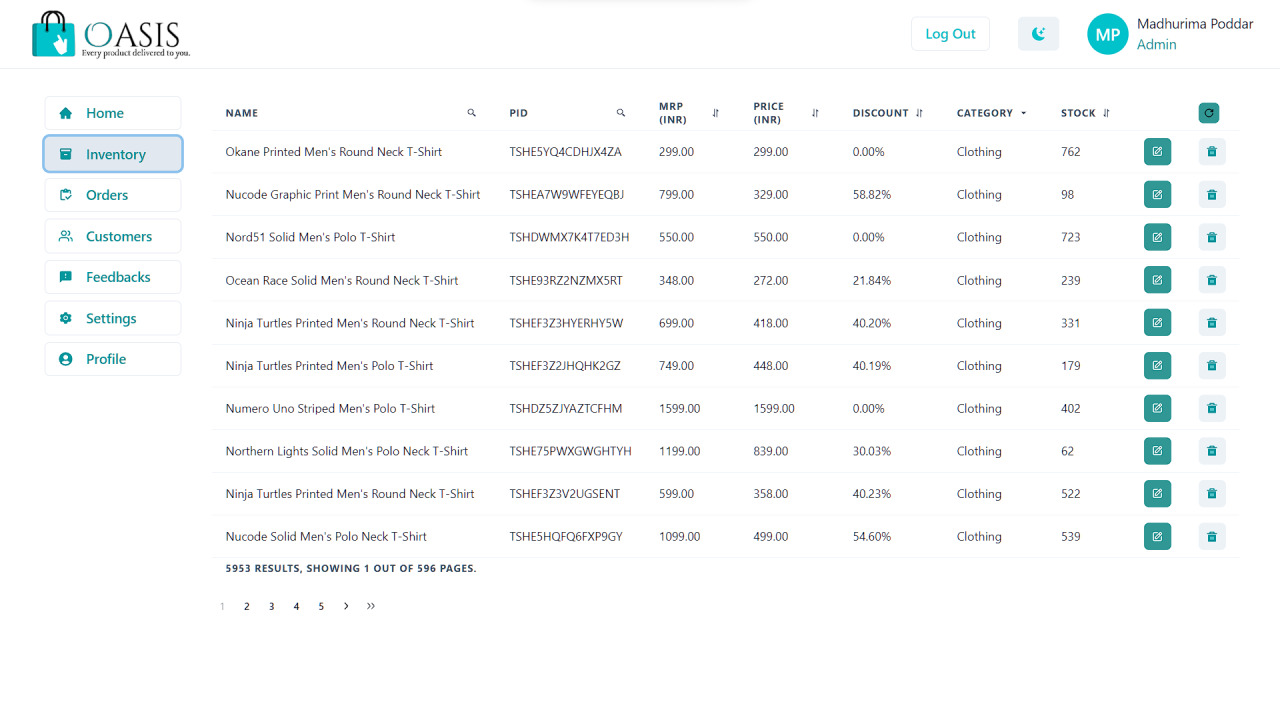 OASIS
Every product delivered to you.
Log Out
MP
Madhurima Poddar
Admin
Home
Inventory
Orders
Customers
Feedbacks
Settings
Profile
NAME PID MRP (INR) PRICE (INR) DISCOUNT CATEGORY STOCK
Okane Printed Men's Round Neck T-Shirt TSHE5YQ4CDHJX4ZA 299.00 299.00 0.00% Clothing 762
Nucode Graphic Print Men's Round Neck T-Shirt TSHEA7W9WFEYEQBJ 799.00 329.00 58.82% Clothing 98
Nord51 Solid Men's Polo T-Shirt TSHDWMX7K4T7ED3H 550.00 550.00 0.00% Clothing 723
Ocean Race Solid Men's Round Neck T-Shirt TSHE93RZ2NZMX5RT 348.00 272.00 21.84% Clothing 239
Ninja Turtles Printed Men's Round Neck T-Shirt TSHEF3Z3HYERHY5W 699.00 418.00 40.20% Clothing 331
Ninja Turtles Printed Men's Polo T-Shirt TSHEF3Z2JHQHK2GZ 749.00 448.00 40.19% Clothing 179
Numero Uno Striped Men's Polo T-Shirt TSHDZ5ZJYAZTCFHM 1599.00 1599.00 0.00% Clothing 402
Northern Lights Solid Men's Polo Neck T-Shirt TSHE75PWXGWGHTYH 1199.00 839.00 30.03% Clothing 62
Ninja Turtles Printed Men's Round Neck T-Shirt TSHEF3Z3V2UGSENT 599.00 358.00 40.23% Clothing 522
Nucode Solid Men's Polo Neck T-Shirt TSHE5HQFQ6FXP9GY 1099.00 499.00 54.60% Clothing 539
5953 RESULTS, SHOWING 1 OUT OF 596 PAGES.
1 2 3 4 5 > >>